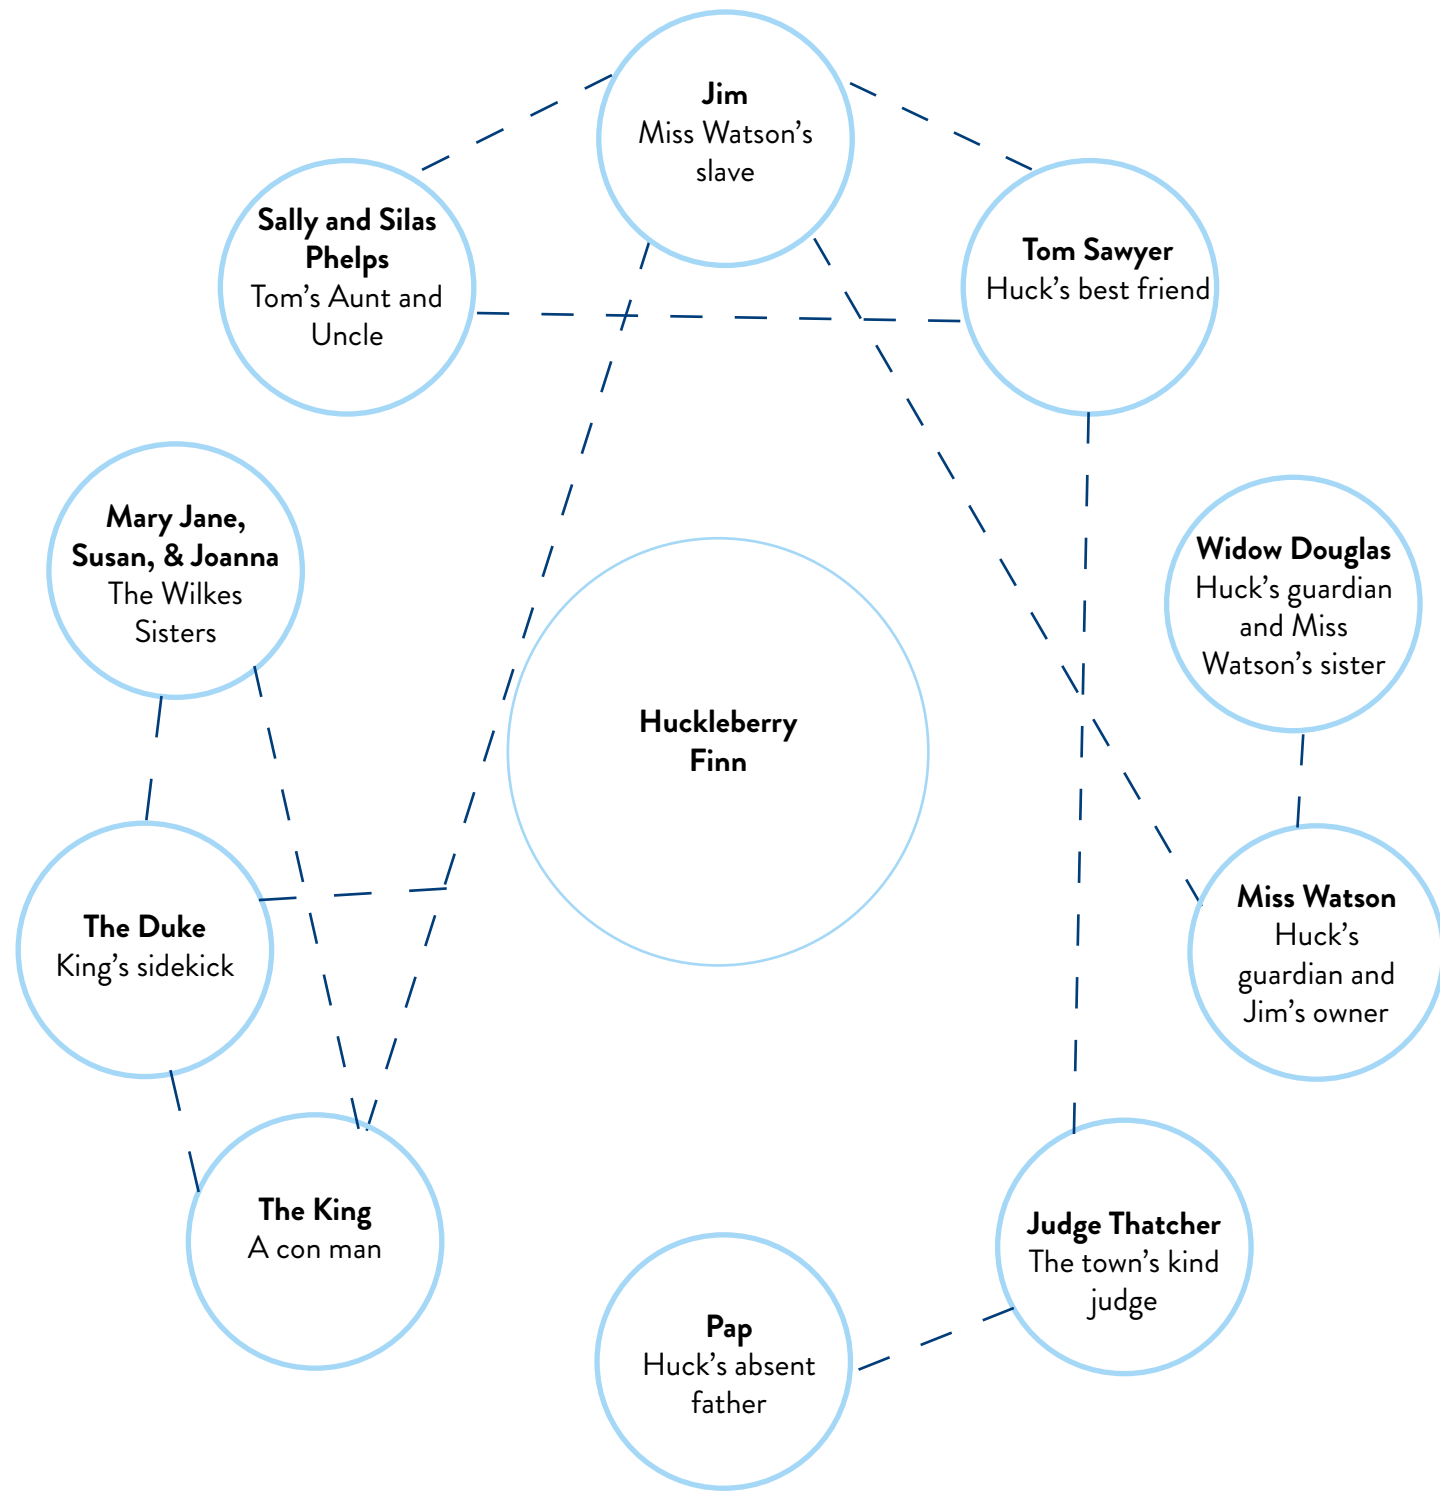 Jim
Miss Watson's
slave
Sally and Silas
Phelps
Tom's Aunt and
Uncle
Tom Sawyer
Huck's best friend
Mary Jane,
Susan, & Joanna
The Wilkes
Sisters
Widow Douglas
Huck's guardian
and Miss
Watson's sister
Huckleberry
Finn
The Duke
King's sidekick
Miss Watson
Huck's
guardian and
Jim's owner
The King
A con man
Judge Thatcher
The town's kind
judge
Pap
Huck's absent
father